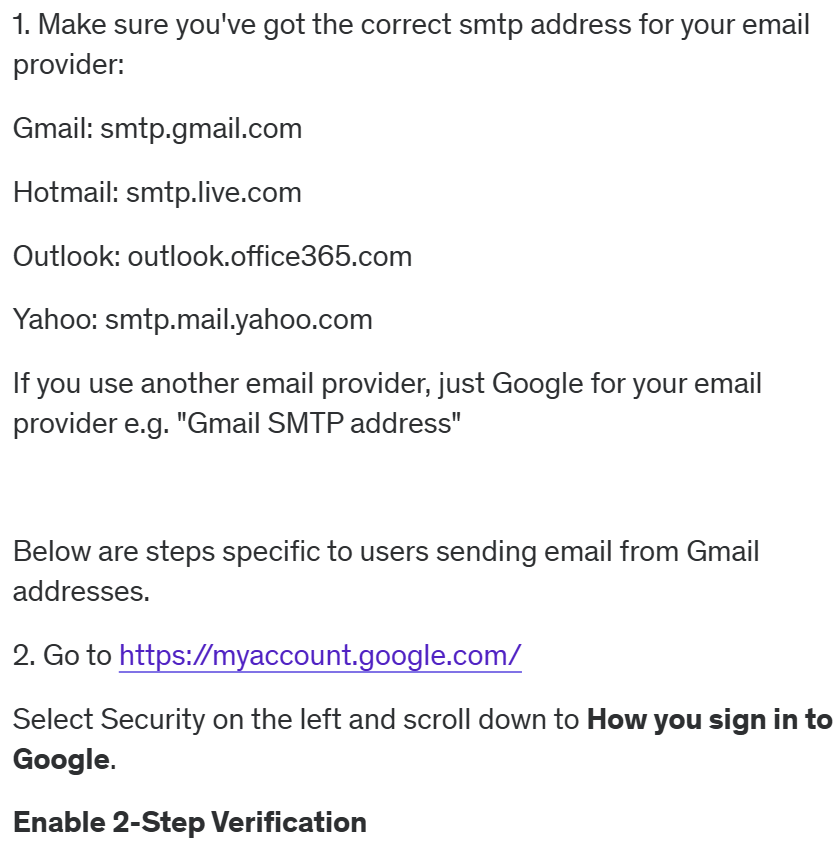 1. Make sure you've got the correct smtp address for your email
provider:
Gmail: smtp.gmail.com
Hotmail: smtp.live.com
Outlook: outlook.office365.com
Yahoo: smtp.mail.yahoo.com
If you use another email provider, just Google for your email
provider e.g. "Gmail SMTP address"
Below are steps specific to users sending email from Gmail
addresses.
2. Go to https://myaccount.google.com/
Select Security on the left and scroll down to How you sign in to
Google.
Enable 2-Step Verification